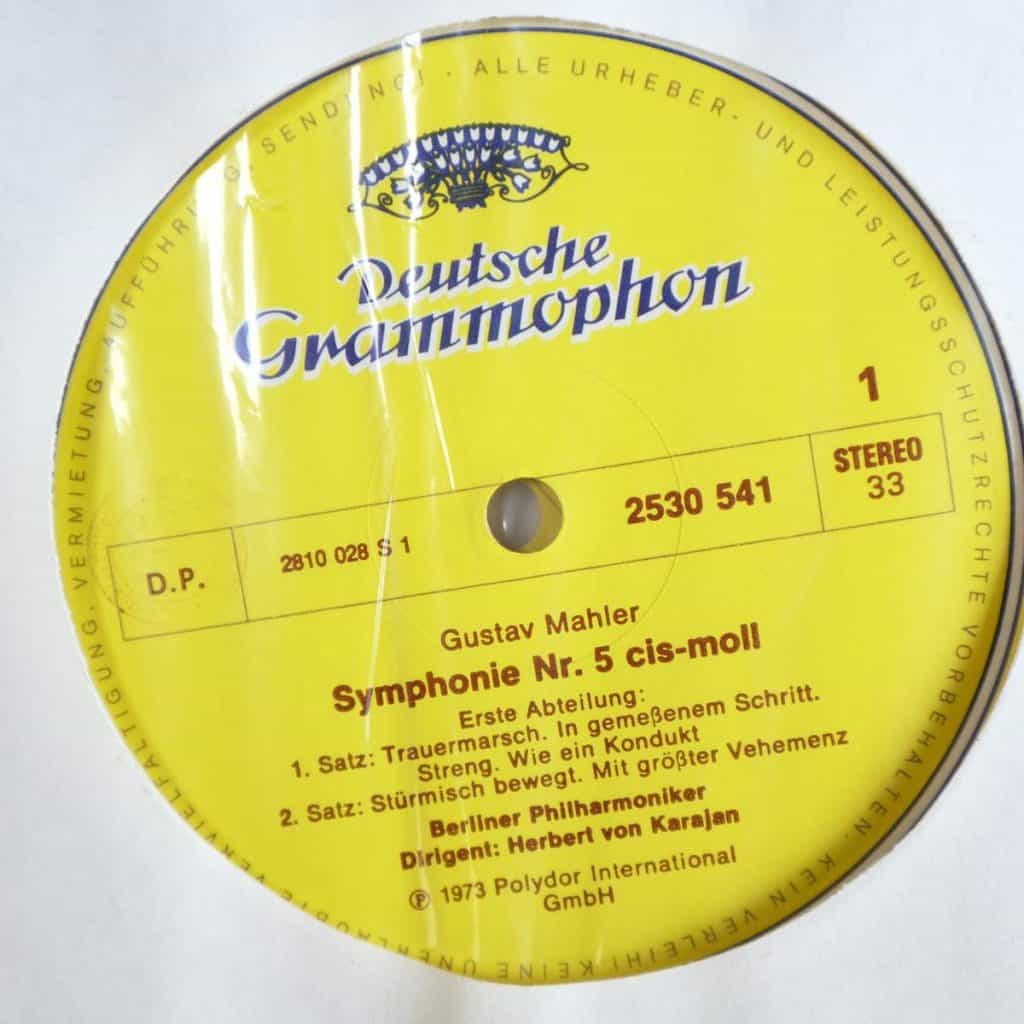 ALLE URHEBER- UND LEISTUNGSSCHUTZRECHTE VORBEHALTEN. KEIN VERLEIH! KEINE UNERLAUBTE VERVIELFÄLTIGUNG, VERMIETUNG, AUFFÜHRUNG, SENDUNG!
Deutsche
Grammophon
1
STEREO
33
2530 541
2810 028 S 1
D.P.
Gustav Mahler
Symphonie Nr. 5 cis-moll
Erste Abteilung:
1. Satz: Trauermarsch. In gemeßenem Schritt.
Streng. Wie ein Kondukt
2. Satz: Stürmisch bewegt. Mit größter Vehemenz
Berliner Philharmoniker
Dirigent: Herbert von Karajan
℗ 1973 Polydor International
GmbH